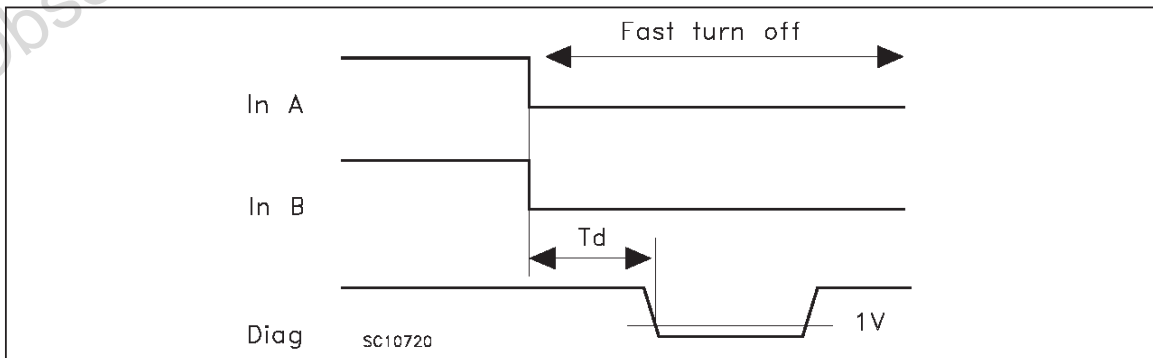 Fast turn off
In A
In B
Td
1V
Diag
SC10720